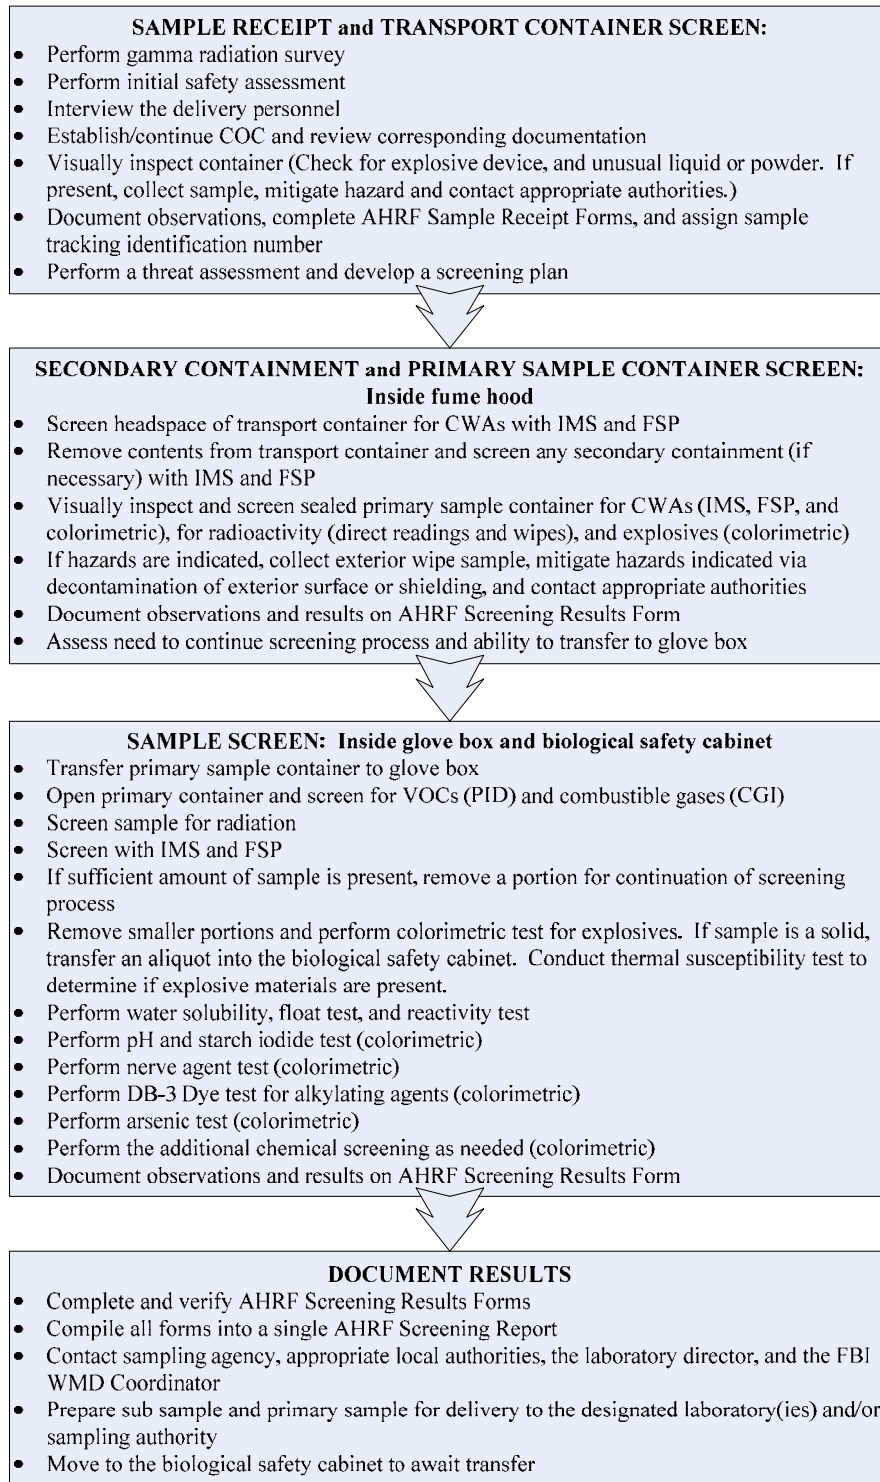 SAMPLE RECEIPT and TRANSPORT CONTAINER SCREEN:
• Perform gamma radiation survey
• Perform initial safety assessment
• Interview the delivery personnel
• Establish/continue COC and review corresponding documentation
• Visually inspect container (Check for explosive device, and unusual liquid or powder.  If
present, collect sample, mitigate hazard and contact appropriate authorities.)
• Document observations, complete AHRF Sample Receipt Forms, and assign sample
tracking identification number
• Perform a threat assessment and develop a screening plan
SECONDARY CONTAINMENT and PRIMARY SAMPLE CONTAINER SCREEN:
Inside fume hood
• Screen headspace of transport container for CWAs with IMS and FSP
• Remove contents from transport container and screen any secondary containment (if
necessary) with IMS and FSP
• Visually inspect and screen sealed primary sample container for CWAs (IMS, FSP, and
colorimetric), for radioactivity (direct readings and wipes), and explosives (colorimetric)
• If hazards are indicated, collect exterior wipe sample, mitigate hazards indicated via
decontamination of exterior surface or shielding, and contact appropriate authorities
• Document observations and results on AHRF Screening Results Form
• Assess need to continue screening process and ability to transfer to glove box
SAMPLE SCREEN:  Inside glove box and biological safety cabinet
• Transfer primary sample container to glove box
• Open primary container and screen for VOCs (PID) and combustible gases (CGI)
• Screen sample for radiation
• Screen with IMS and FSP
• If sufficient amount of sample is present, remove a portion for continuation of screening
process
• Remove smaller portions and perform colorimetric test for explosives.  If sample is a solid,
transfer an aliquot into the biological safety cabinet.  Conduct thermal susceptibility test to
determine if explosive materials are present.
• Perform water solubility, float test, and reactivity test
• Perform pH and starch iodide test (colorimetric)
• Perform nerve agent test (colorimetric)
• Perform DB-3 Dye test for alkylating agents (colorimetric)
• Perform arsenic test (colorimetric)
• Perform the additional chemical screening as needed (colorimetric)
• Document observations and results on AHRF Screening Results Form
DOCUMENT RESULTS
• Complete and verify AHRF Screening Results Forms
• Compile all forms into a single AHRF Screening Report
• Contact sampling agency, appropriate local authorities, the laboratory director, and the FBI
WMD Coordinator
• Prepare sub sample and primary sample for delivery to the designated laboratory(ies) and/or
sampling authority
• Move to the biological safety cabinet to await transfer